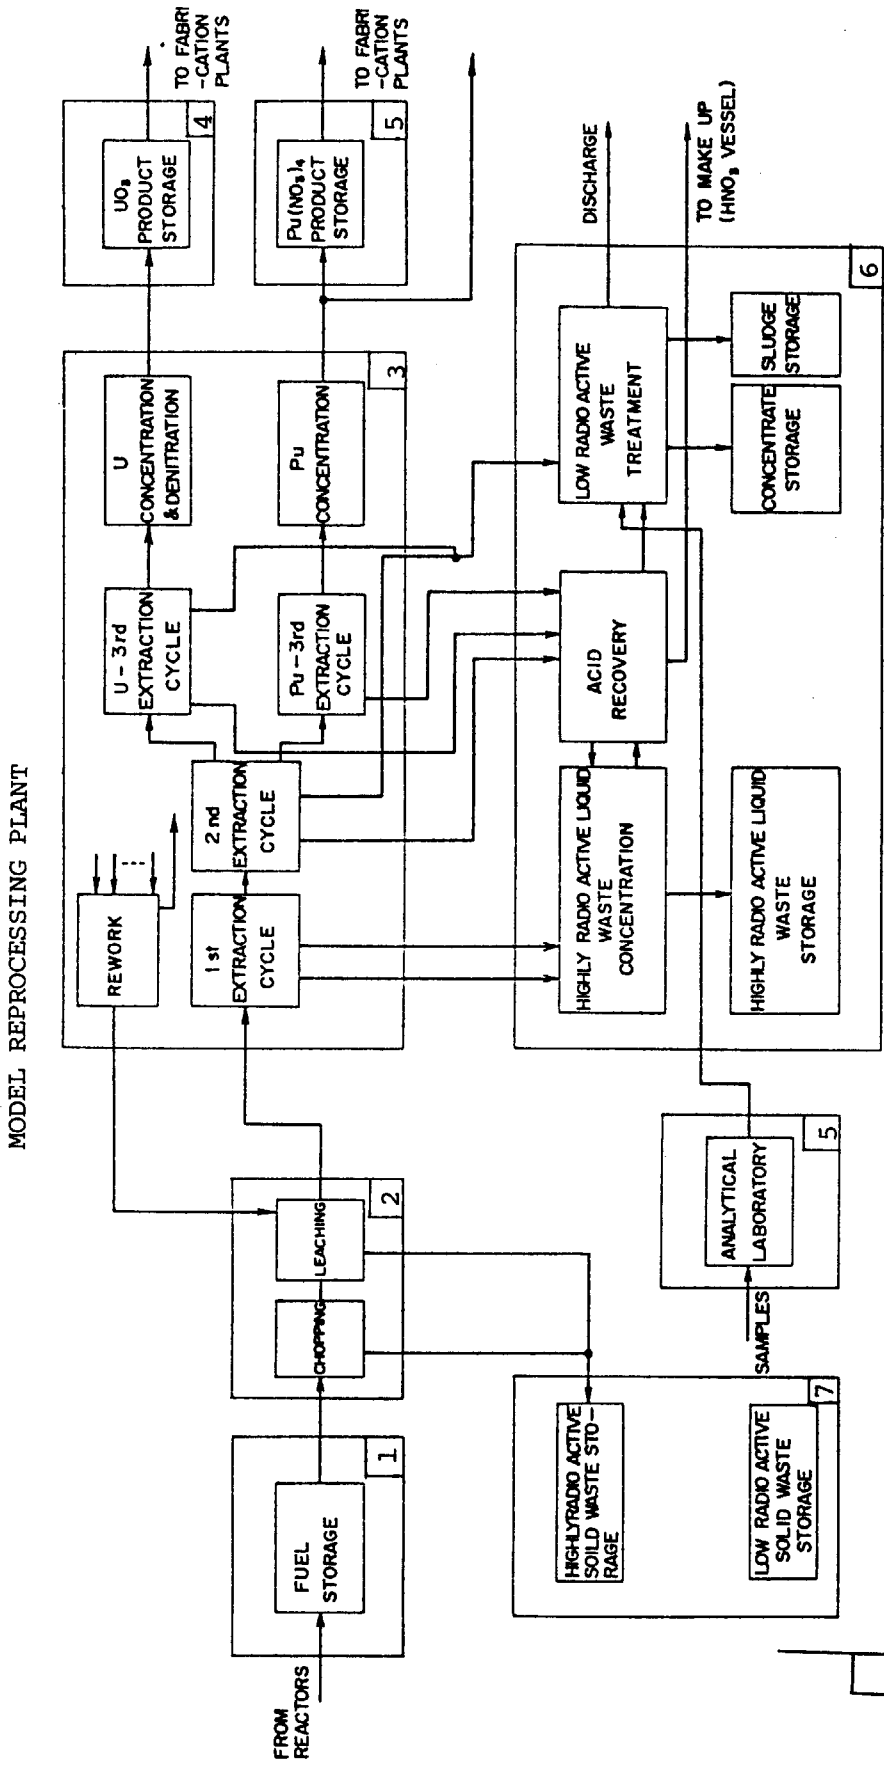 MODEL REPROCESSING PLANT
FROM
REACTORS
FUEL
STORAGE
1
CHOPPING
LEACHING
2
REWORK
1st
EXTRACTION
CYCLE
2nd
EXTRACTION
CYCLE
U-3rd
EXTRACTION
CYCLE
Pu-3rd
EXTRACTION
CYCLE
U
CONCENTRATION
& DENITRATION
Pu
CONCENTRATION
3
UO3
PRODUCT
STORAGE
4
TO FABRI
-CATION
PLANTS
Pu(NO3)4
PRODUCT
STORAGE
5
TO FABRI
-CATION
PLANTS
HIGHLY RADIO ACTIVE
SOILD WASTE STO-
RAGE
LOW RADIO ACTIVE
SOLID WASTE
STORAGE
7
SAMPLES
ANALYTICAL
LABORATORY
5
HIGHLY RADIO ACTIVE LIQUID
WASTE
CONCENTRATION
HIGHLY RADIO ACTIVE LIQUID
WASTE
STORAGE
ACID
RECOVERY
LOW RADIO ACTIVE
WASTE
TREATMENT
CONCENTRATE
STORAGE
SLUDGE
STORAGE
6
DISCHARGE
TO MAKE UP
(HNO3 VESSEL)